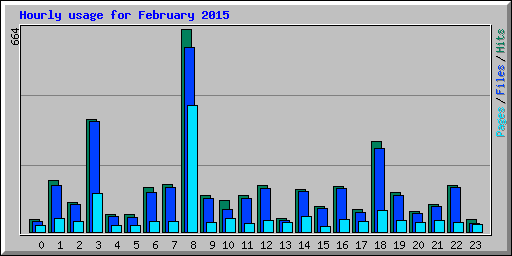 Hourly usage for February 2015
664
Pages / Files / Hits
0 1 2 3 4 5 6 7 8 9 10 11 12 13 14 15 16 17 18 19 20 21 22 23